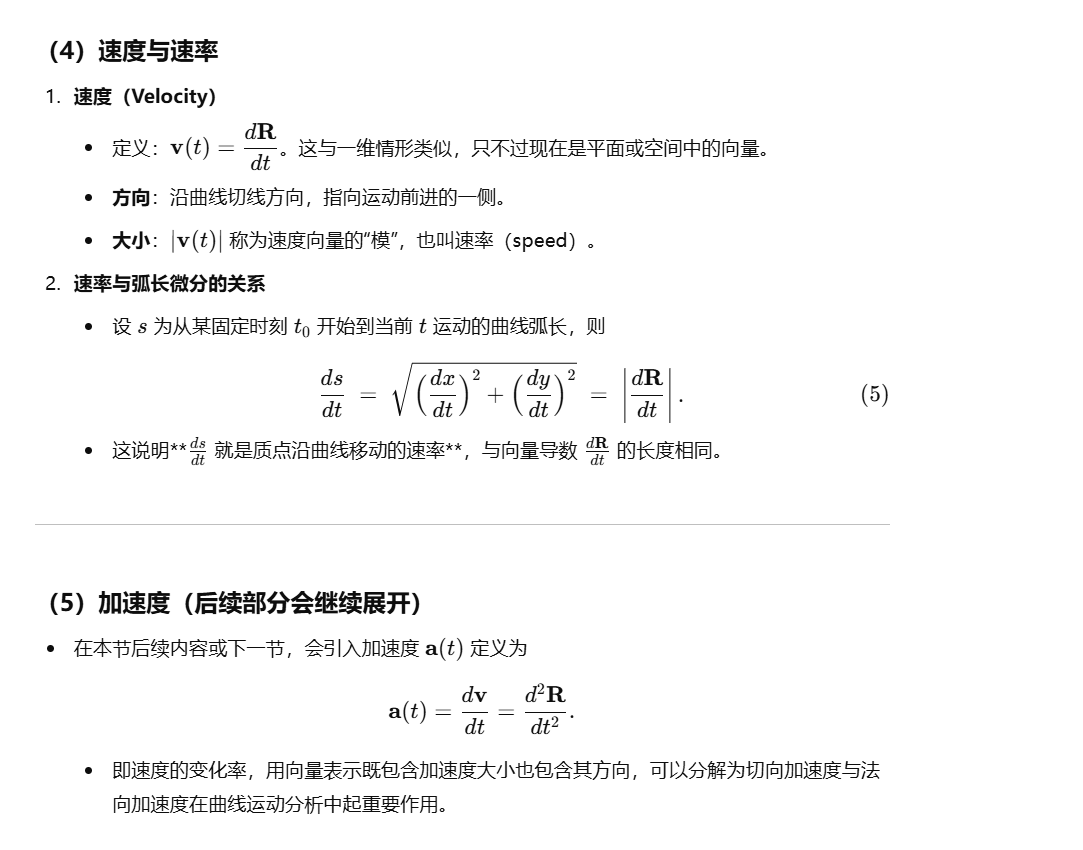 （4）速度与速率
1. 速度（Velocity）
• 定义：v(t) = dR/dt。这与一维情形类似，只不过现在是平面或空间中的向量。
• 方向：沿曲线切线方向，指向运动前进的一侧。
• 大小：|v(t)| 称为速度向量的“模”，也叫速率（speed）。
2. 速率与弧长微分的关系
• 设 s 为从某固定时刻 t₀ 开始到当前 t 运动的曲线弧长，则
ds/dt = √((dx/dt)² + (dy/dt)²) = |dR/dt|. (5)
• 这说明**ds/dt 就是质点沿曲线移动的速率**，与向量导数 dR/dt 的长度相同。
（5）加速度（后续部分会继续展开）
• 在本节后续内容或下一节，会引入加速度 a(t) 定义为
a(t) = dv/dt = d²R/dt².
• 即速度的变化率，用向量表示既包含加速度大小也包含其方向，可以分解为切向加速度与法
向加速度在曲线运动分析中起重要作用。